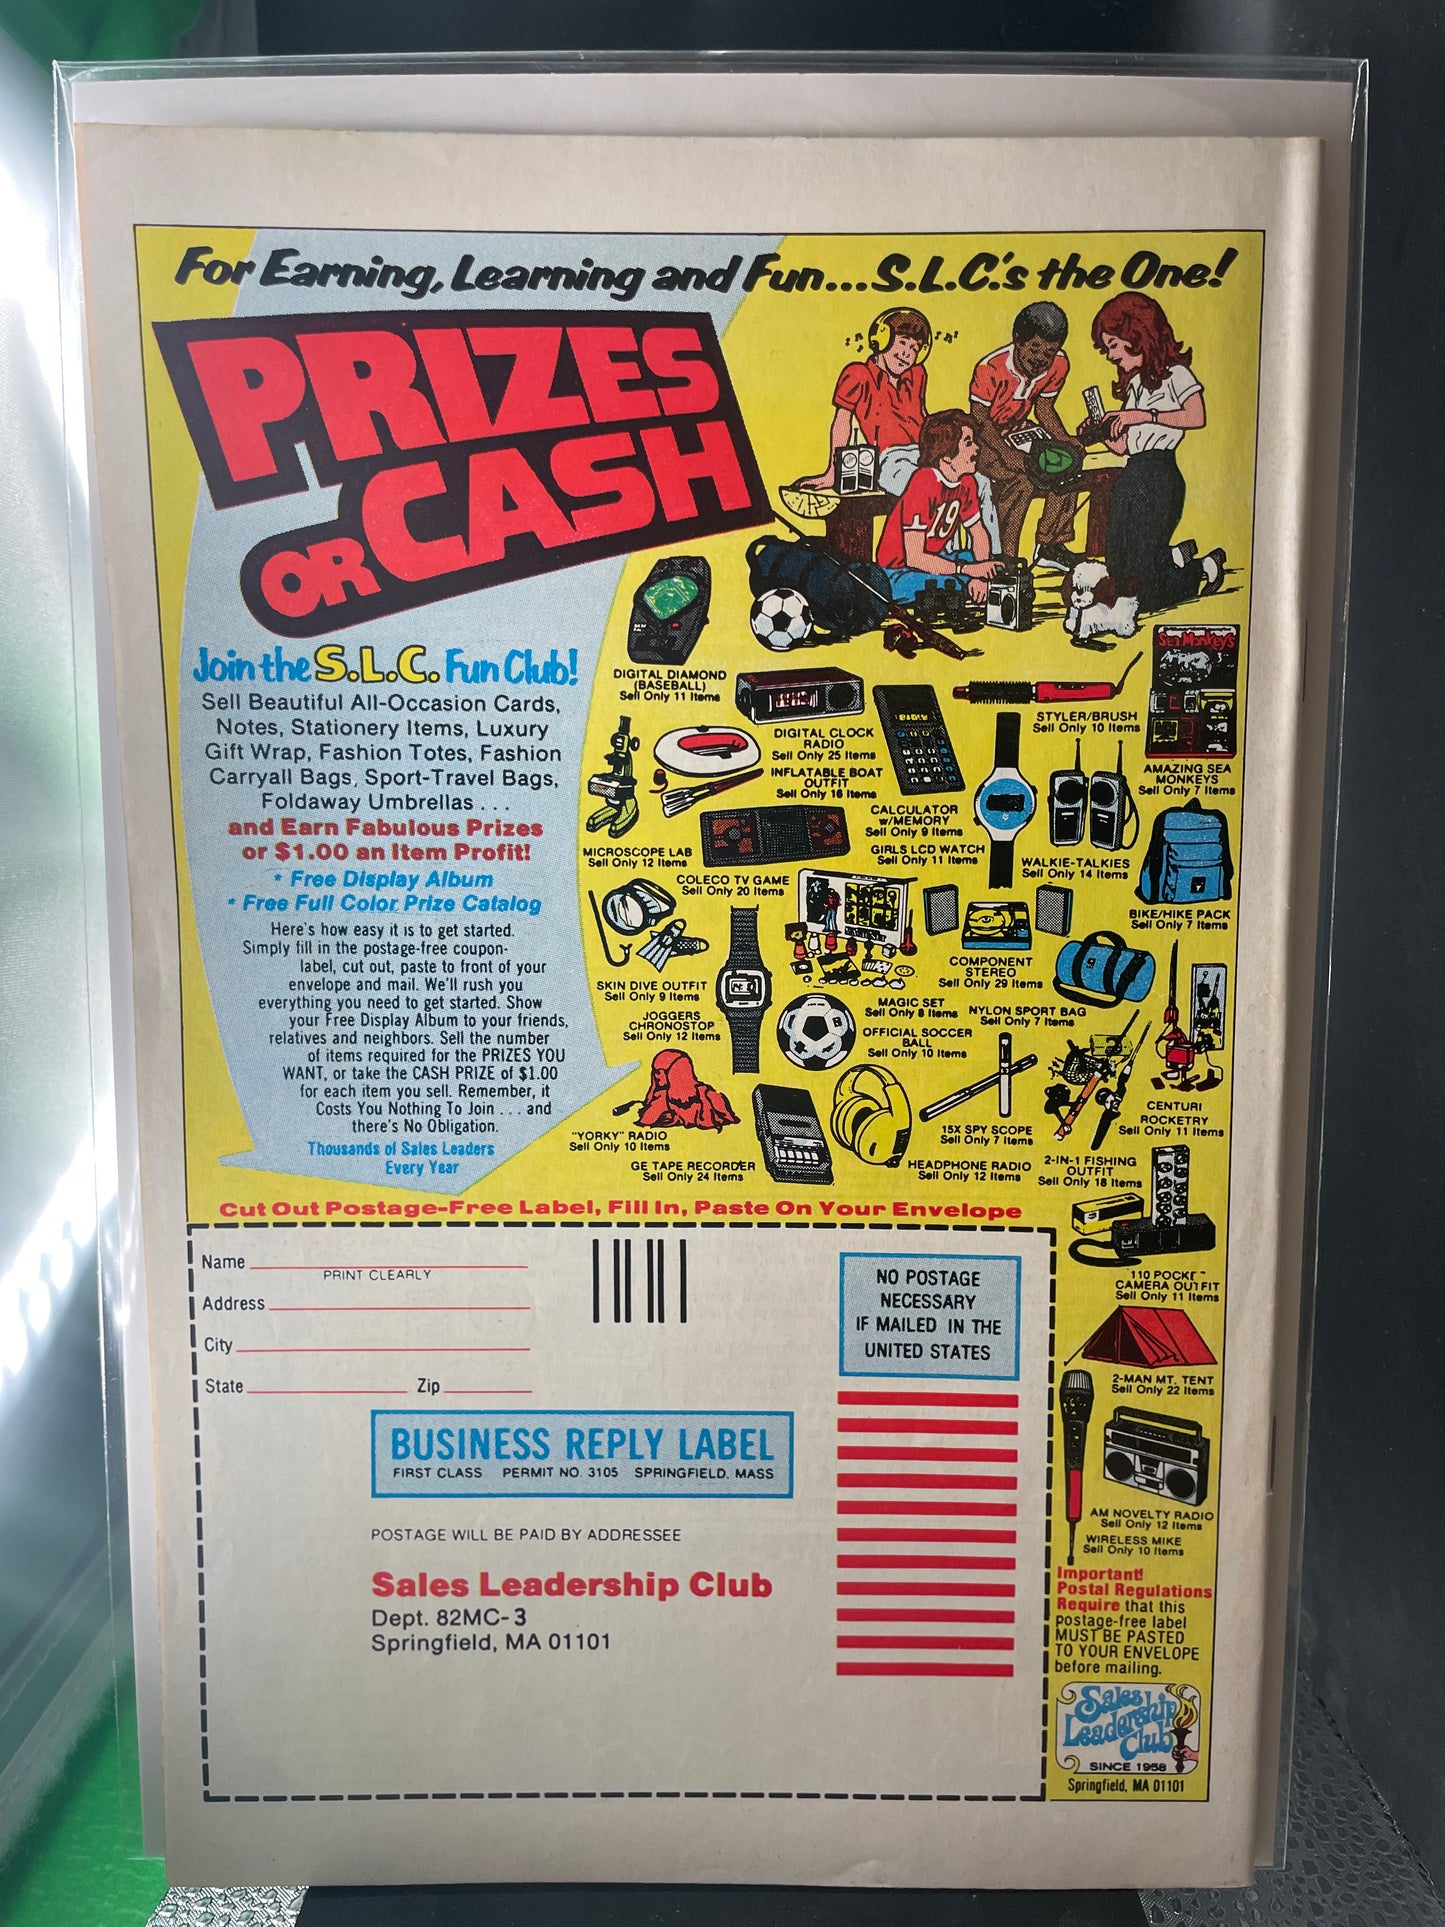 For Earning, Learning and Fun...S.L.C.'s the One!
PRIZES
OR CASH
Join the S.L.C. Fun Club!
Sell Beautiful All-Occasion Cards,
Notes, Stationery Items, Luxury
Gift Wrap, Fashion Totes, Fashion
Carryall Bags, Sport-Travel Bags,
Foldaway Umbrellas . . .
and Earn Fabulous Prizes
or $1.00 an Item Profit!
* Free Display Album
* Free Full Color Prize Catalog
Here's how easy it is to get started.
Simply fill in the postage-free coupon-
label, cut out, paste to front of your
envelope and mail. We'll rush you
everything you need to get started. Show
your Free Display Album to your friends,
relatives and neighbors. Sell the number
of items required for the PRIZES YOU
WANT, or take the CASH PRIZE of $1.00
for each item you sell. Remember, it
Costs You Nothing To Join . . . and
there's No Obligation.
Thousands of Sales Leaders
Every Year
19
DIGITAL DIAMOND
(BASEBALL)
Sell Only 11 Items
DIGITAL CLOCK
RADIO
Sell Only 25 Items
STYLER/BRUSH
Sell Only 10 Items
Sea Monkeys
AMAZING SEA
MONKEYS
Sell Only 7 Items
INFLATABLE BOAT
OUTFIT
Sell Only 16 Items
CALCULATOR
w/MEMORY
Sell Only 9 Items
MICROSCOPE LAB
Sell Only 12 Items
GIRLS LCD WATCH
Sell Only 11 Items
WALKIE-TALKIES
Sell Only 14 Items
COLECO TV GAME
Sell Only 20 Items
BIKE/HIKE PACK
Sell Only 7 Items
COMPONENT
STEREO
Sell Only 29 Items
SKIN DIVE OUTFIT
Sell Only 9 Items
MAGIC SET
Sell Only 8 Items
NYLON SPORT BAG
Sell Only 7 Items
JOGGERS
CHRONOSTOP
Sell Only 12 Items
OFFICIAL SOCCER
BALL
Sell Only 10 Items
CENTURI
ROCKETRY
Sell Only 11 Items
"YORKY" RADIO
Sell Only 10 Items
15X SPY SCOPE
Sell Only 7 Items
GE TAPE RECORDER
Sell Only 24 Items
HEADPHONE RADIO
Sell Only 12 Items
2-IN-1 FISHING
OUTFIT
Sell Only 18 Items
110 POCKET
CAMERA OUTFIT
Sell Only 11 Items
2-MAN MT. TENT
Sell Only 22 Items
AM NOVELTY RADIO
Sell Only 12 Items
WIRELESS MIKE
Sell Only 10 Items
Important!
Postal Regulations
Require that this
postage-free label
MUST BE PASTED
TO YOUR ENVELOPE
before mailing.
Sales
Leadership
Club
SINCE 1958
Springfield, MA 01101
Cut Out Postage-Free Label, Fill In, Paste On Your Envelope
Name
PRINT CLEARLY
Address
City
State Zip
NO POSTAGE
NECESSARY
IF MAILED IN THE
UNITED STATES
BUSINESS REPLY LABEL
FIRST CLASS PERMIT NO. 3105 SPRINGFIELD, MASS
POSTAGE WILL BE PAID BY ADDRESSEE
Sales Leadership Club
Dept. 82MC-3
Springfield, MA 01101